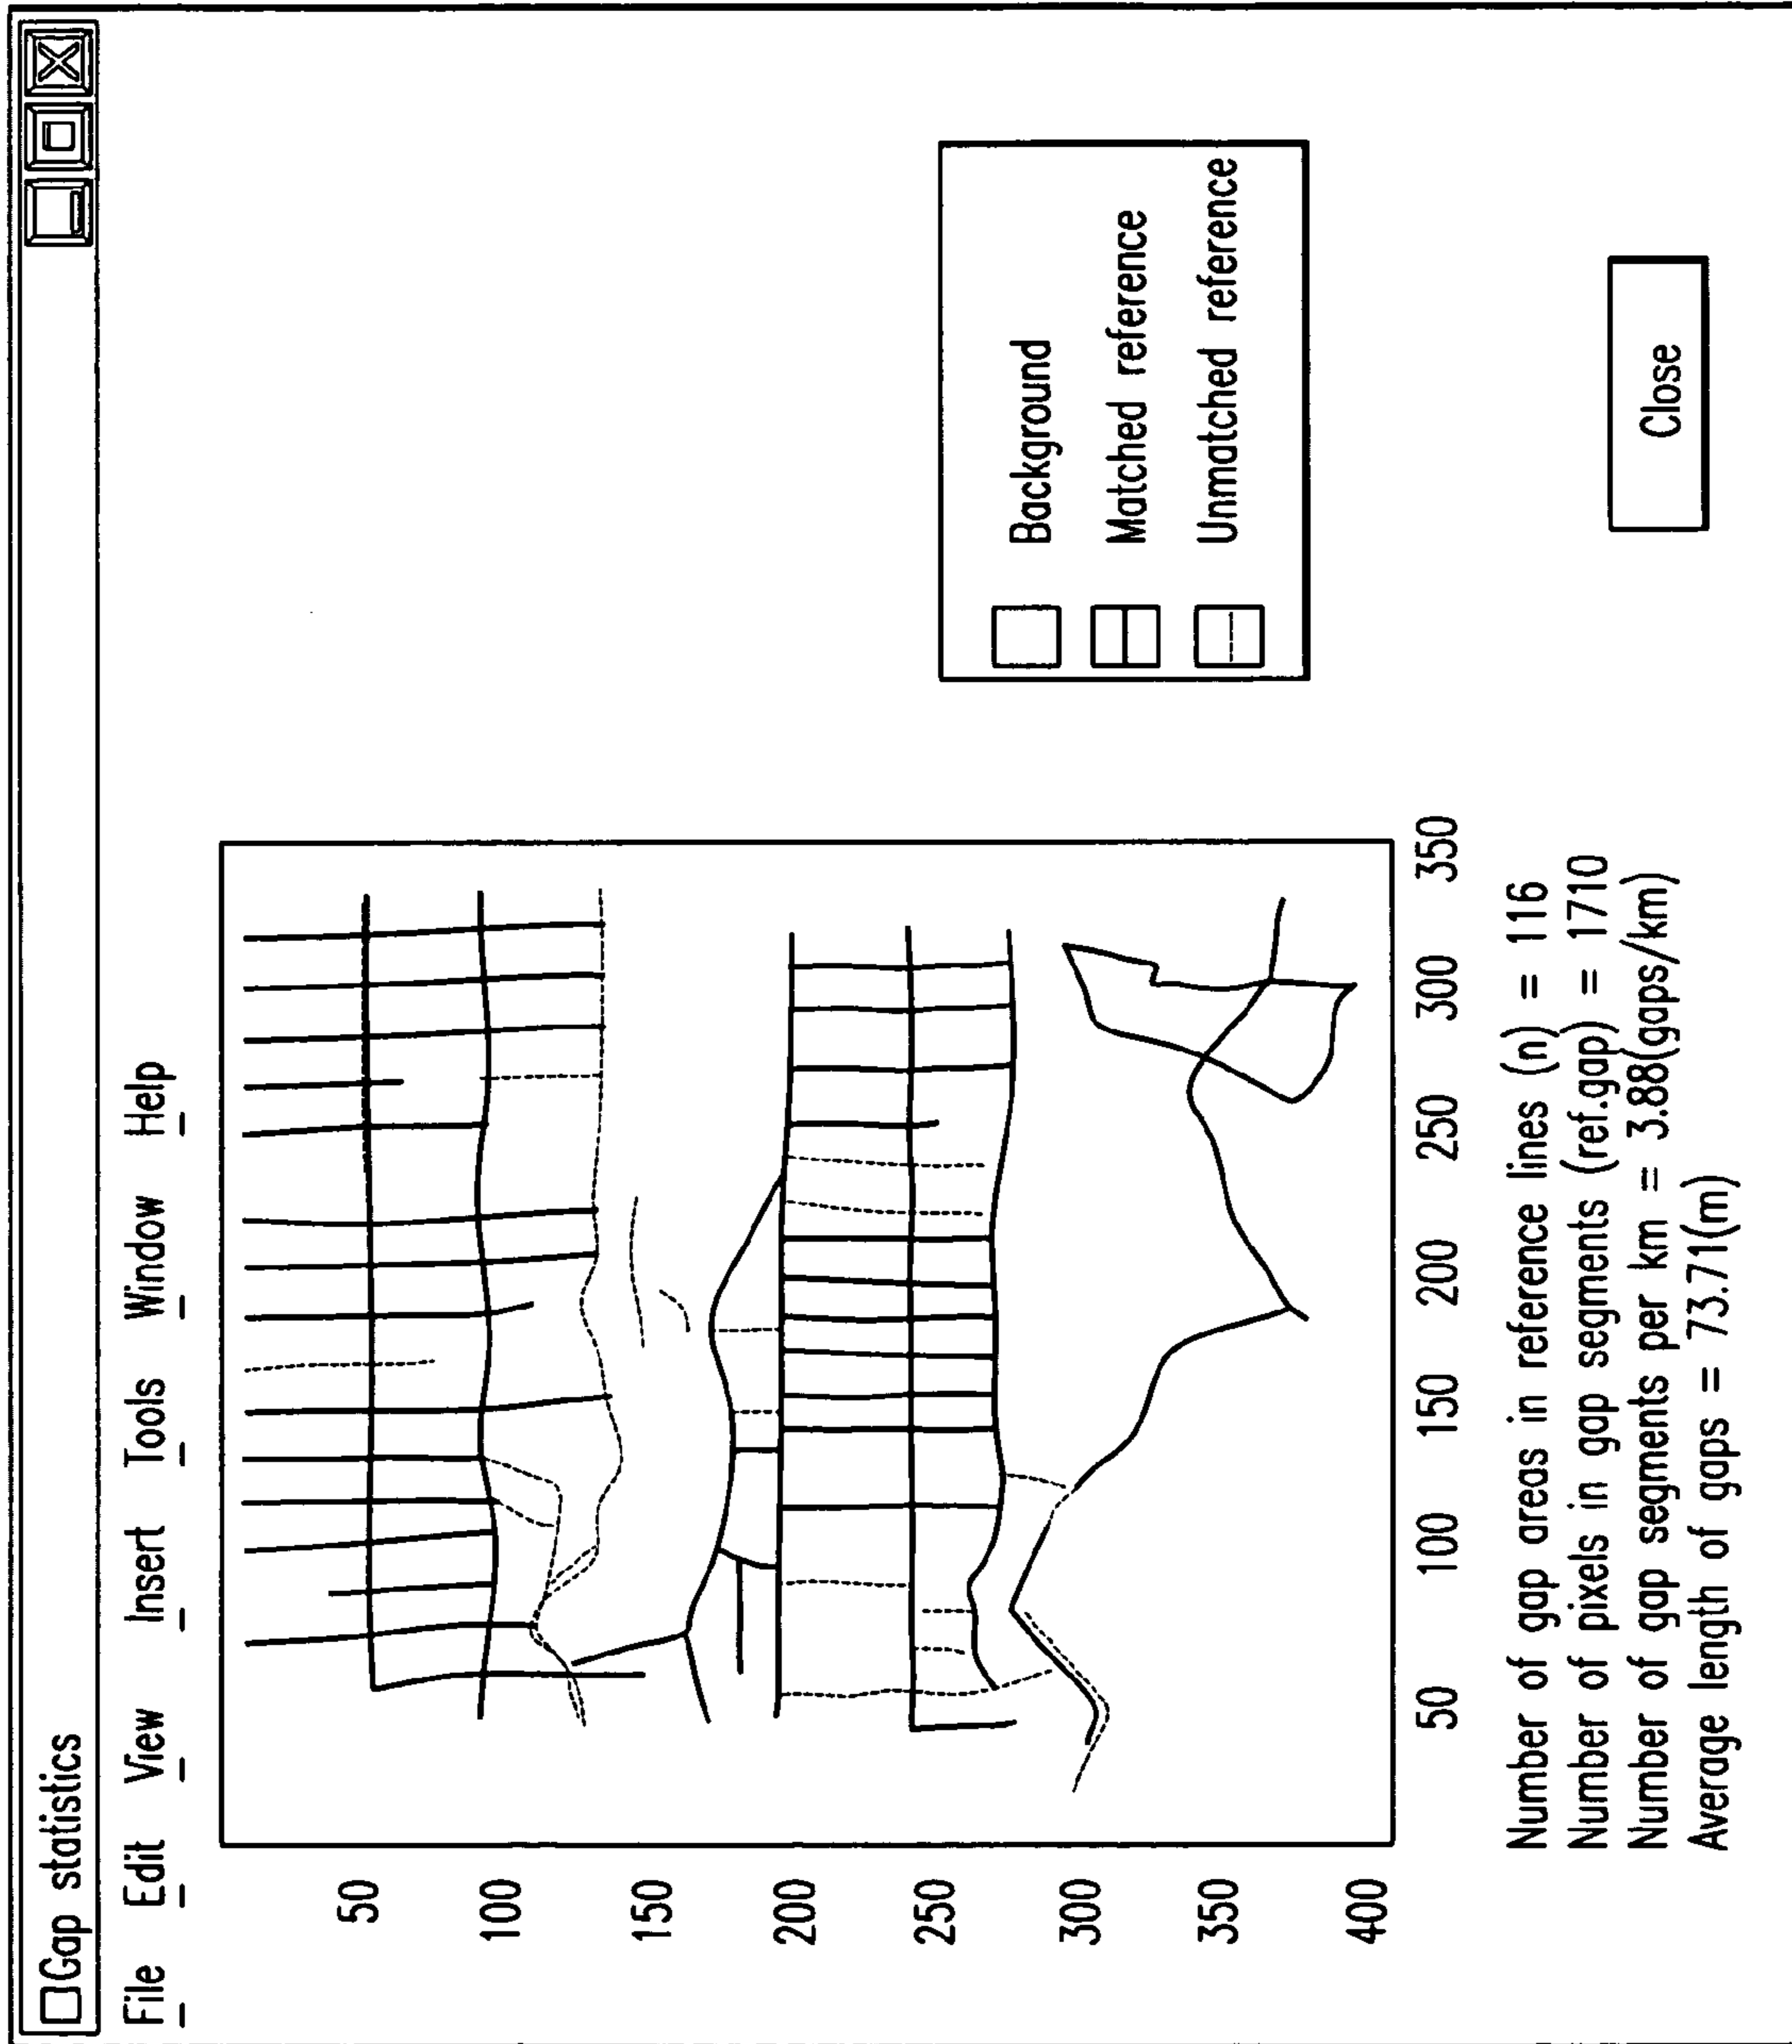 Gap statistics
File Edit View Insert Tools Window Help
50
100
150
200
250
300
350
400
50 100 150 200 250 300 350
Background
Matched reference
Unmatched reference
Number of gap areas in reference lines (n) = 116
Number of pixels in gap segments (ref.gap) = 1710
Number of gap segments per km = 3.88(gaps/km)
Average length of gaps = 73.71(m)
Close